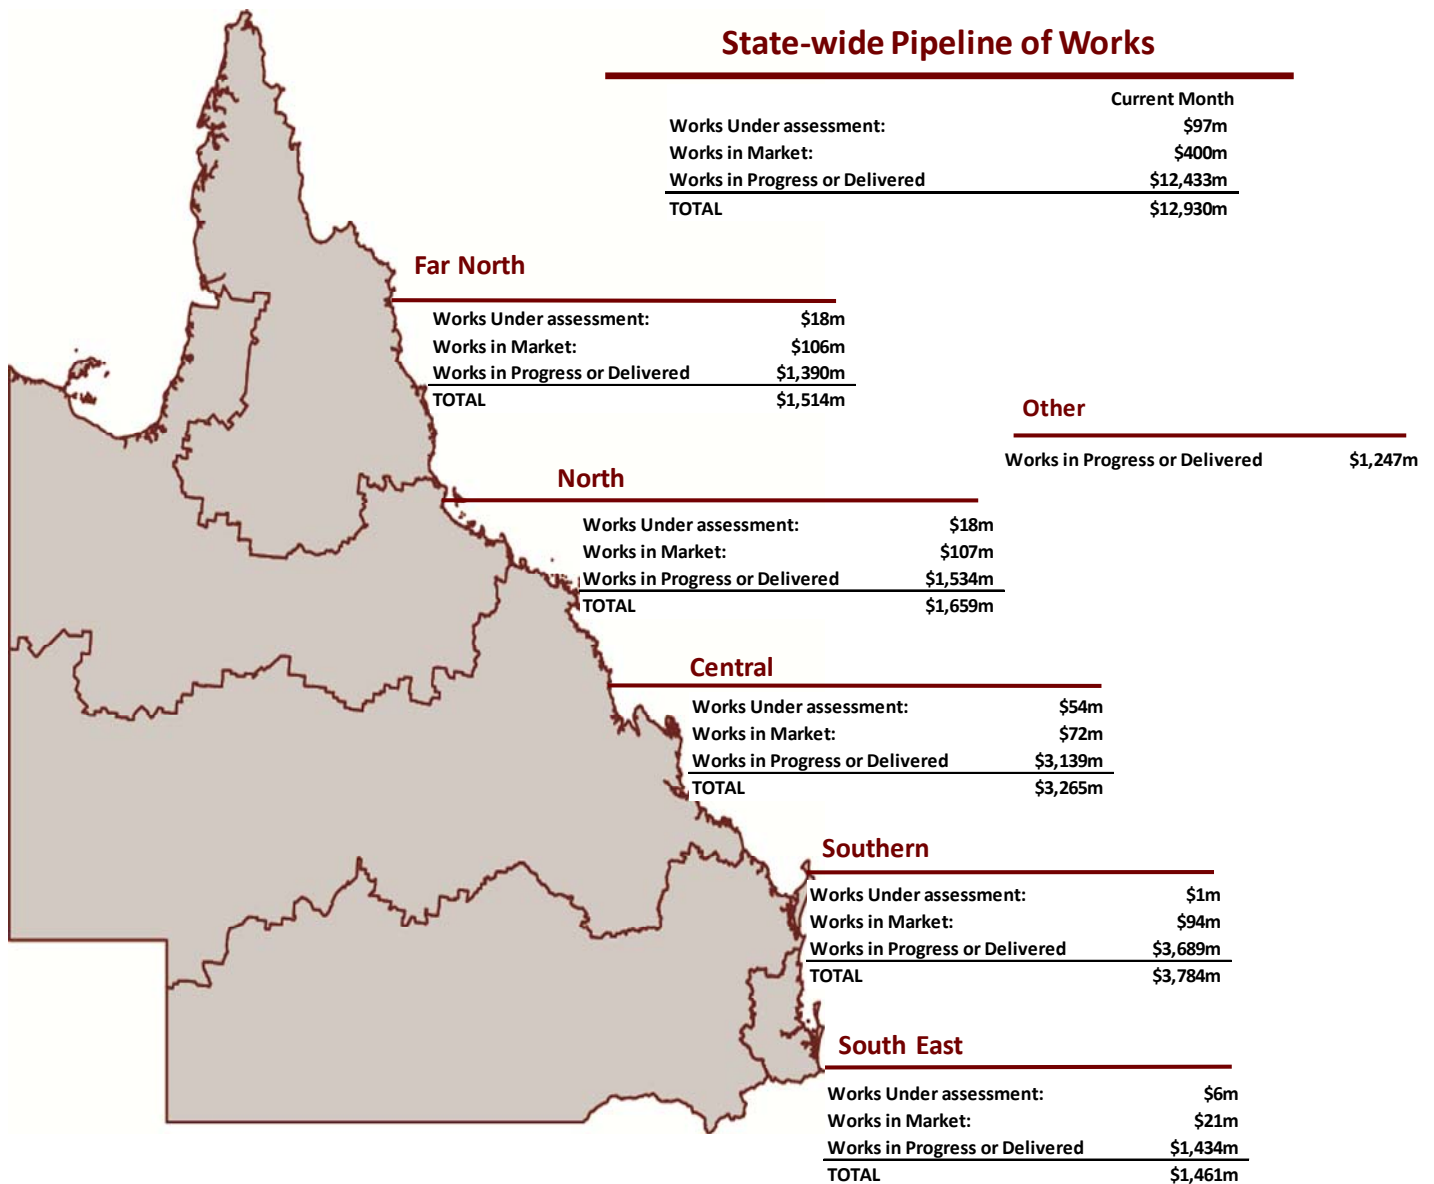 State-wide Pipeline of Works
Current Month
Works Under assessment: $97m
Works in Market: $400m
Works in Progress or Delivered $12,433m
TOTAL $12,930m
Far North
Works Under assessment: $18m
Works in Market: $106m
Works in Progress or Delivered $1,390m
TOTAL $1,514m
Other
Works in Progress or Delivered $1,247m
North
Works Under assessment: $18m
Works in Market: $107m
Works in Progress or Delivered $1,534m
TOTAL $1,659m
Central
Works Under assessment: $54m
Works in Market: $72m
Works in Progress or Delivered $3,139m
TOTAL $3,265m
Southern
Works Under assessment: $1m
Works in Market: $94m
Works in Progress or Delivered $3,689m
TOTAL $3,784m
South East
Works Under assessment: $6m
Works in Market: $21m
Works in Progress or Delivered $1,434m
TOTAL $1,461m